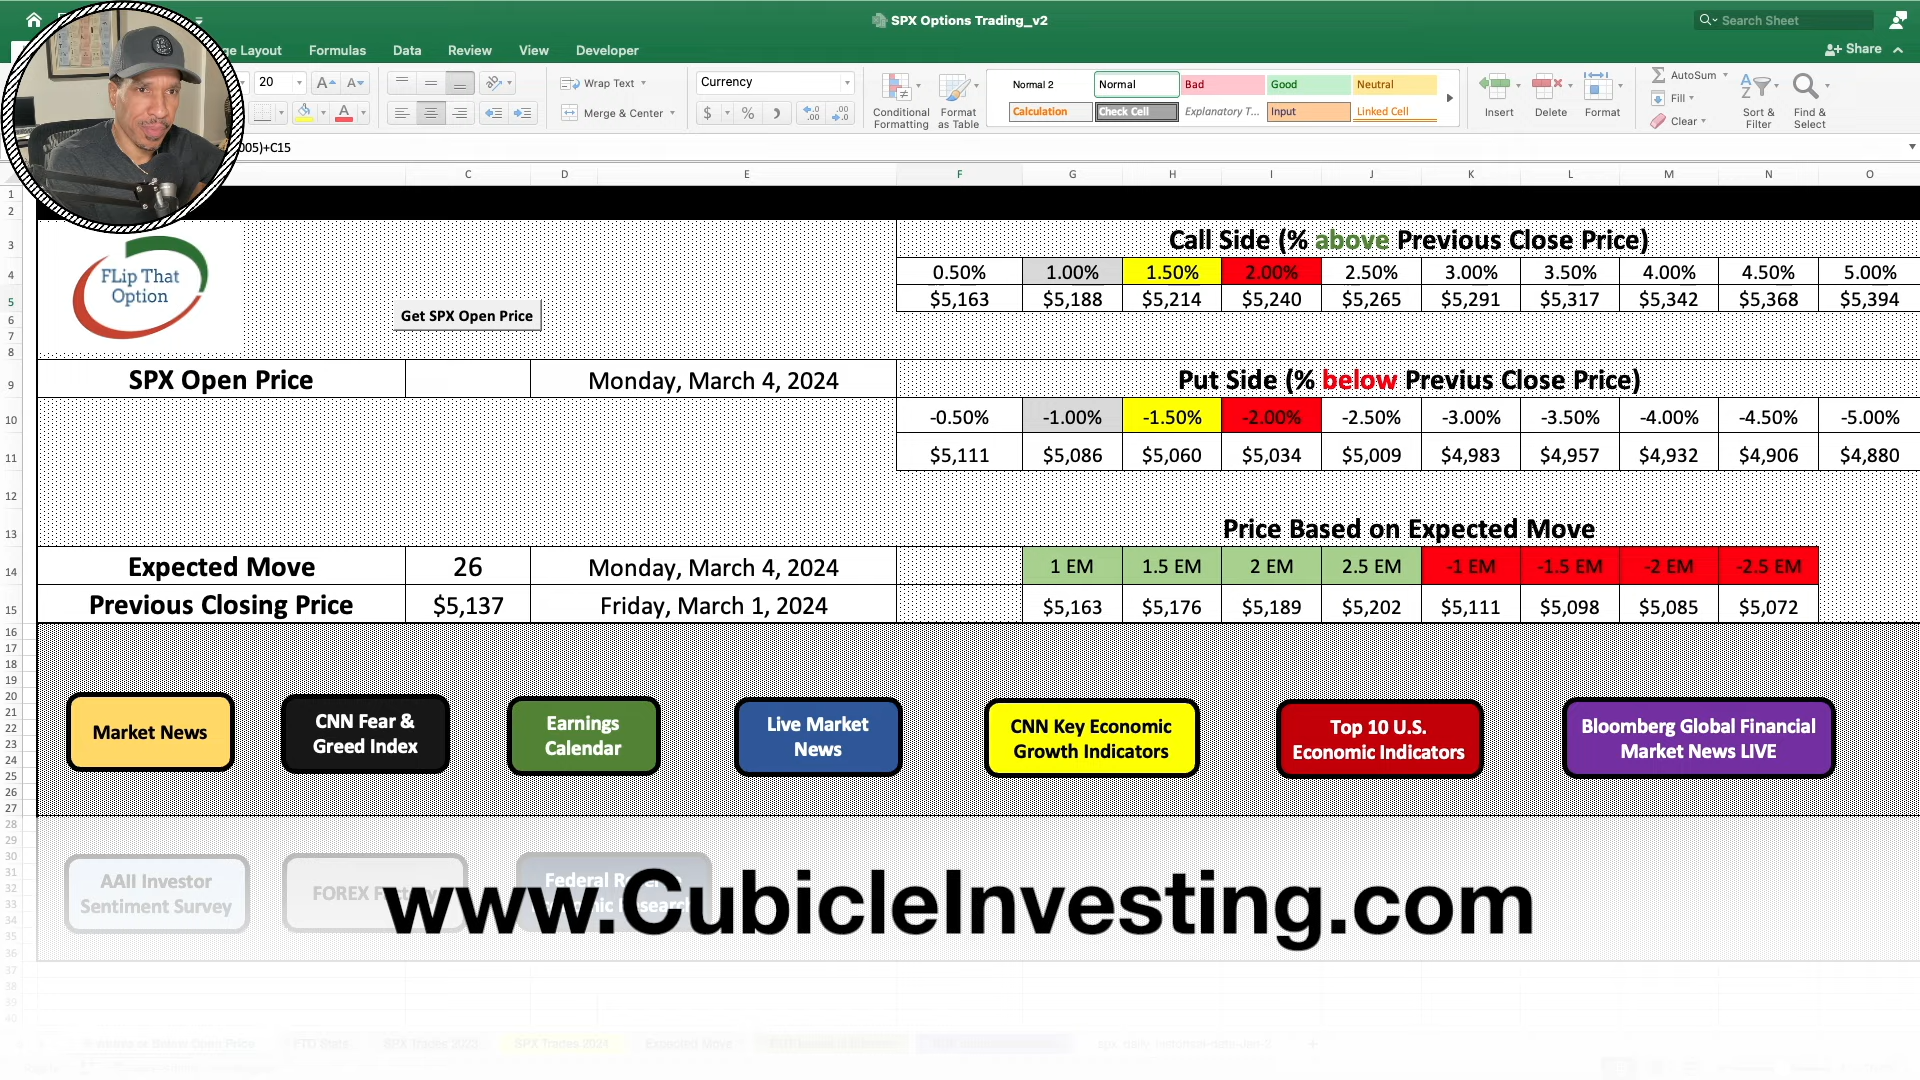 SPX Options Trading_v2
Search Sheet
ge Layout Formulas Data Review View Developer
Share
20
Wrap Text
Currency
Normal 2 Normal Bad Good Neutral
Calculation Check Cell Explanatory T... Input Linked Cell
Merge & Center
Conditional Formatting
Format as Table
Insert Delete Format
AutoSum
Fill
Clear
Sort & Filter
Find & Select
005)+C15
C D E F G H I J K L M N O
FLip That
Option
Get SPX Open Price
Call Side (% above Previous Close Price)
0.50% 1.00% 1.50% 2.00% 2.50% 3.00% 3.50% 4.00% 4.50% 5.00%
$5,163 $5,188 $5,214 $5,240 $5,265 $5,291 $5,317 $5,342 $5,368 $5,394
SPX Open Price Monday, March 4, 2024
Put Side (% below Previus Close Price)
-0.50% -1.00% -1.50% -2.00% -2.50% -3.00% -3.50% -4.00% -4.50% -5.00%
$5,111 $5,086 $5,060 $5,034 $5,009 $4,983 $4,957 $4,932 $4,906 $4,880
Price Based on Expected Move
Expected Move 26 Monday, March 4, 2024
1 EM 1.5 EM 2 EM 2.5 EM -1 EM -1.5 EM -2 EM -2.5 EM
Previous Closing Price $5,137 Friday, March 1, 2024
$5,163 $5,176 $5,189 $5,202 $5,111 $5,098 $5,085 $5,072
Market News
CNN Fear &
Greed Index
Earnings
Calendar
Live Market
News
CNN Key Economic
Growth Indicators
Top 10 U.S.
Economic Indicators
Bloomberg Global Financial
Market News LIVE
AAII Investor
Sentiment Survey
FOREX
Federal
www.CubicleInvesting.com
SPX Trades 2023
SPX Trades 2024
Expected Move